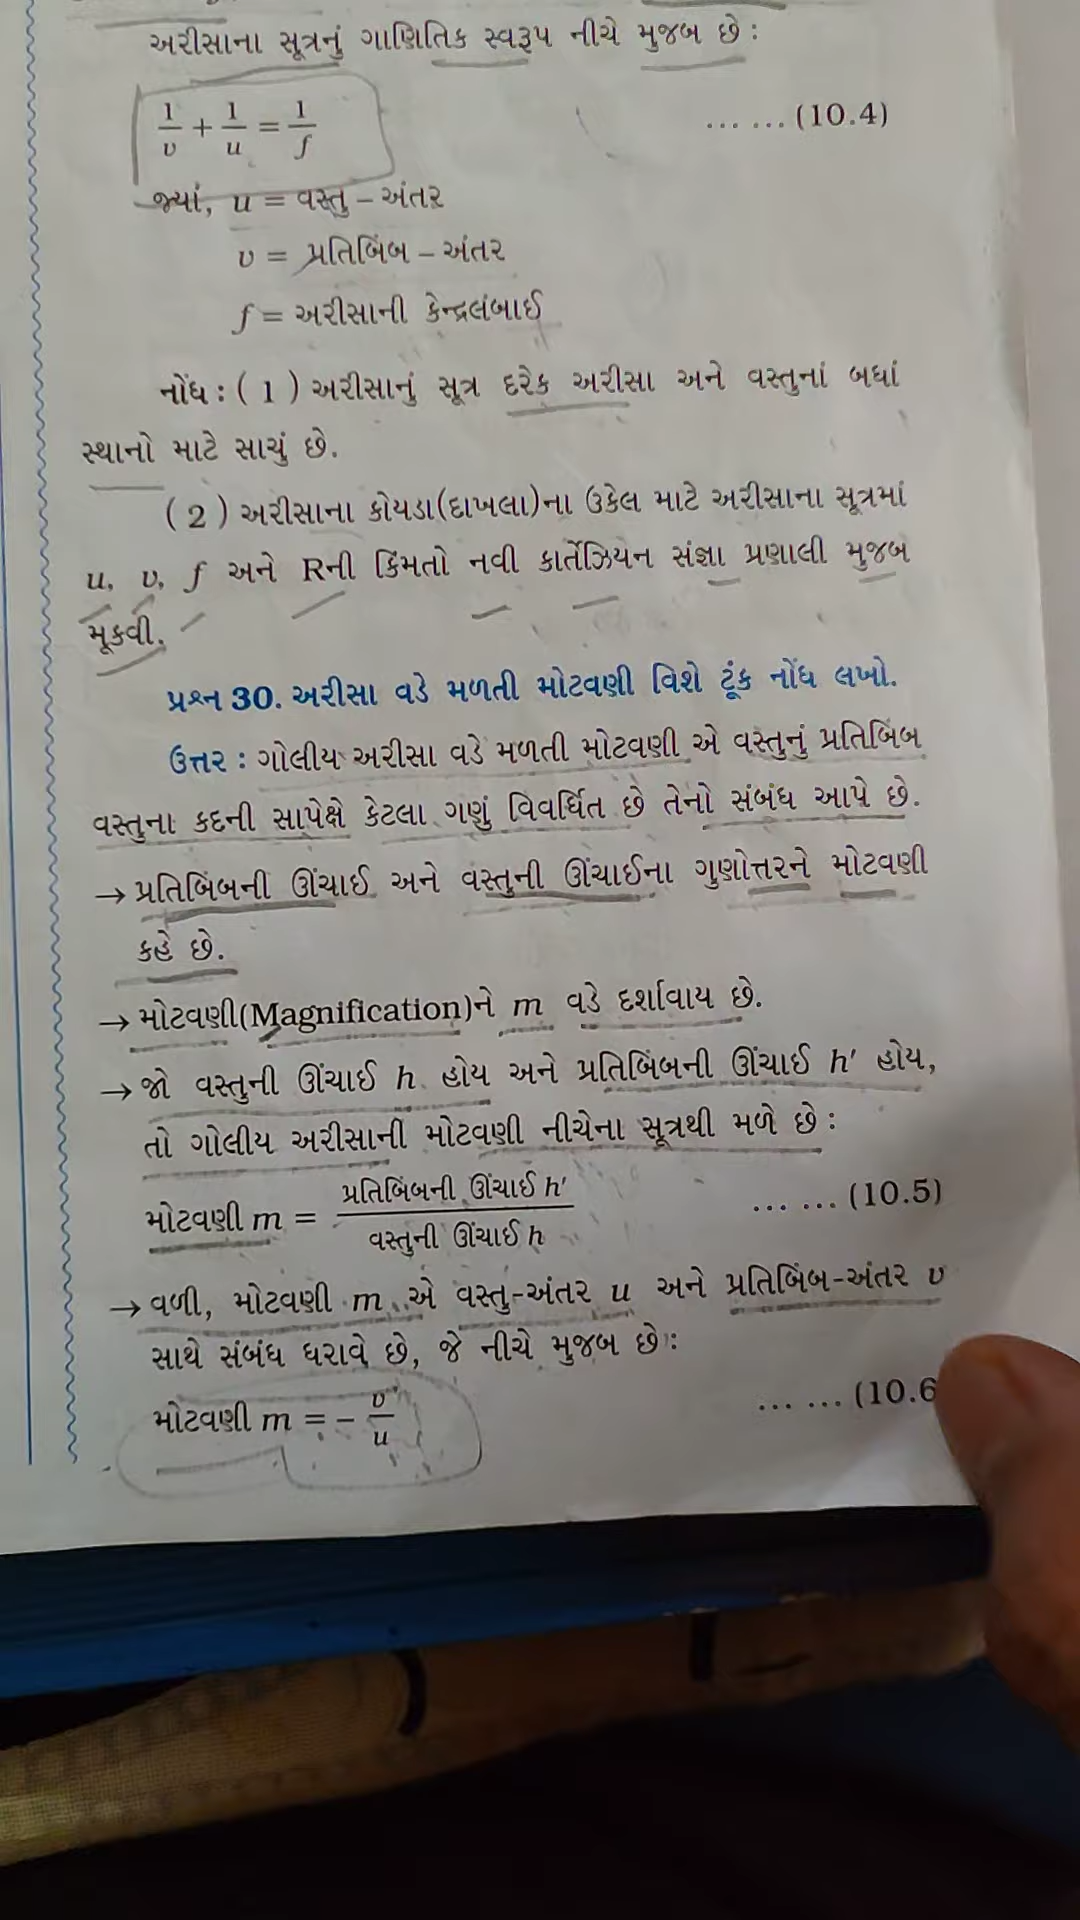 અરીસાના સૂત્રનું ગાણિતિક સ્વરૂપ નીચે મુજબ છે :
1/v + 1/u = 1/f ... ... (10.4)
જ્યાં, u = વસ્તુ – અંતર
v = પ્રતિબિંબ – અંતર
f = અરીસાની કેન્દ્રલંબાઈ
નોંધ : ( 1 ) અરીસાનું સૂત્ર દરેક અરીસા અને વસ્તુનાં બધાં
સ્થાનો માટે સાચું છે.
( 2 ) અરીસાના કોયડા(દાખલા)ના ઉકેલ માટે અરીસાના સૂત્રમાં
u, v, f અને Rની કિંમતો નવી કાર્તેઝિયન સંજ્ઞા પ્રણાલી મુજબ
મૂકવી.
પ્રશ્ન 30. અરીસા વડે મળતી મોટવણી વિશે ટૂંક નોંધ લખો.
ઉત્તર : ગોલીય અરીસા વડે મળતી મોટવણી એ વસ્તુનું પ્રતિબિંબ
વસ્તુના કદની સાપેક્ષે કેટલા ગણું વિવર્ધિત છે તેનો સંબંધ આપે છે.
→ પ્રતિબિંબની ઊંચાઈ અને વસ્તુની ઊંચાઈના ગુણોત્તરને મોટવણી
કહે છે.
→ મોટવણી(Magnification)ને m વડે દર્શાવાય છે.
→ જો વસ્તુની ઊંચાઈ h હોય અને પ્રતિબિંબની ઊંચાઈ h′ હોય,
તો ગોલીય અરીસાની મોટવણી નીચેના સૂત્રથી મળે છે :
મોટવણી m = પ્રતિબિંબની ઊંચાઈ h′ / વસ્તુની ઊંચાઈ h ... ... (10.5)
→ વળી, મોટવણી m એ વસ્તુ-અંતર u અને પ્રતિબિંબ-અંતર v
સાથે સંબંધ ધરાવે છે, જે નીચે મુજબ છે :
મોટવણી m = – v/u ... ... (10.6